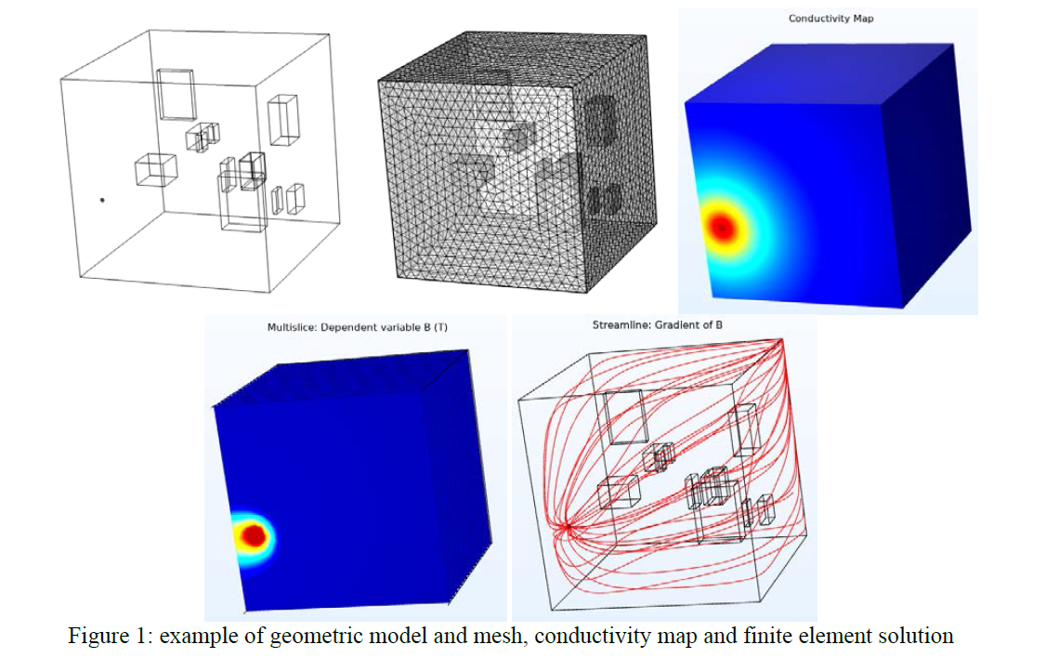 Conductivity Map
Multislice: Dependent variable B (T)
Streamline: Gradient of B
Figure 1: example of geometric model and mesh, conductivity map and finite element solution